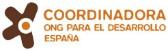 COORDINADORA
ONG PARA EL DESARROLLO
ESPAÑA